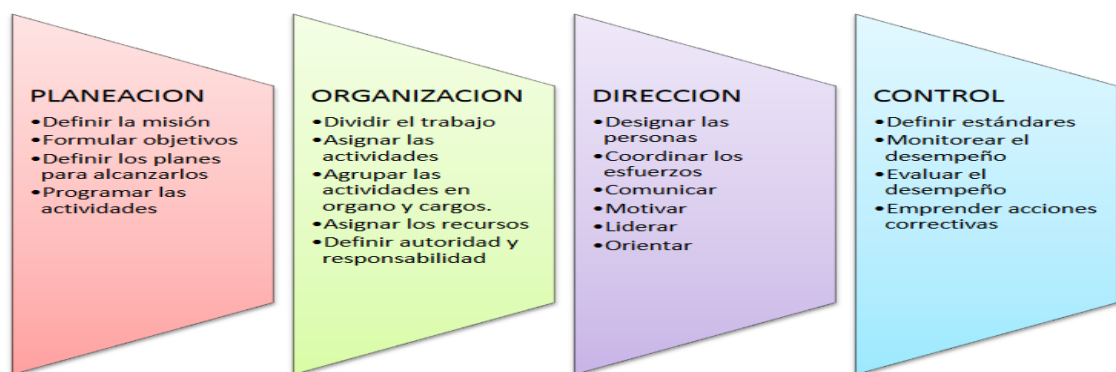 PLANEACION
•Definir la misión
•Formular objetivos
•Definir los planes
para alcanzarlos
•Programar las
actividades
ORGANIZACION
•Dividir el trabajo
•Asignar las
actividades
•Agrupar las
actividades en
organo y cargos.
•Asignar los recursos
•Definir autoridad y
responsabilidad
DIRECCION
•Designar las
personas
•Coordinar los
esfuerzos
•Comunicar
•Motivar
•Liderar
•Orientar
CONTROL
•Definir estándares
•Monitorear el
desempeño
•Evaluar el
desempeño
•Emprender acciones
correctivas